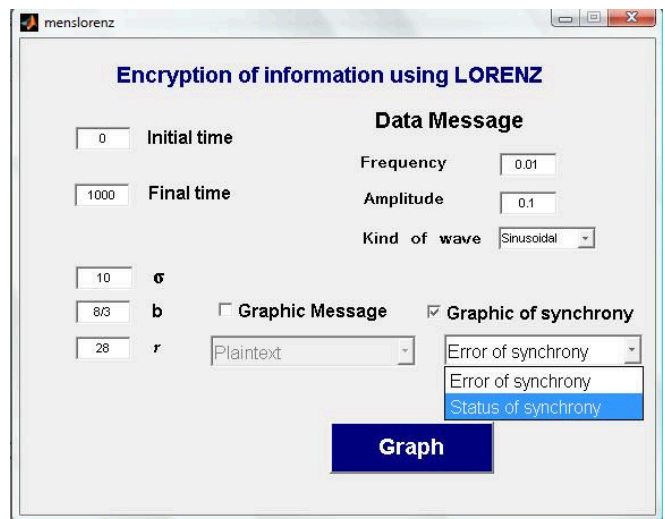 menslorenz
Encryption of information using LORENZ
0 Initial time
1000 Final time
Data Message
Frequency 0.01
Amplitude 0.1
Kind of wave Sinusoidal
10 σ
8/3 b
28 r
Graphic Message
Plaintext
Graphic of synchrony
Error of synchrony
Error of synchrony
Status of synchrony
Graph